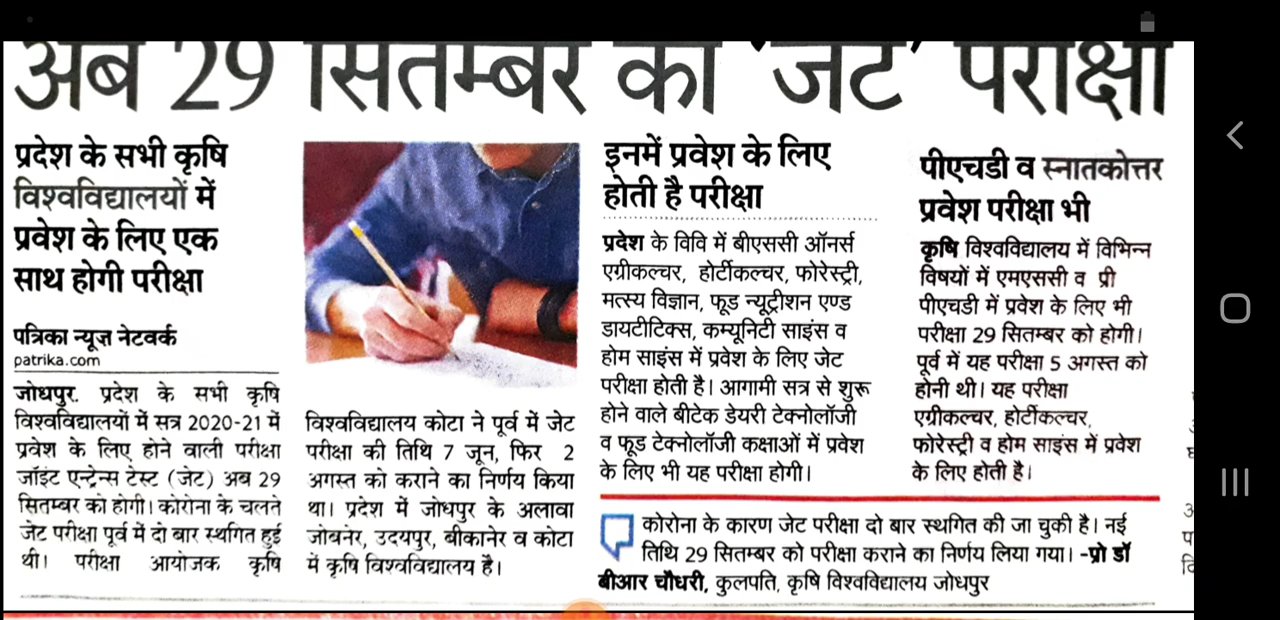 अब 29 सितम्बर को 'जेट' परीक्षा
प्रदेश के सभी कृषि
विश्वविद्यालयों में
प्रवेश के लिए एक
साथ होगी परीक्षा
पत्रिका न्यूज़ नेटवर्क
patrika.com
जोधपुर. प्रदेश के सभी कृषि
विश्वविद्यालयों में सत्र 2020-21 में
प्रवेश के लिए होने वाली परीक्षा
जॉइंट एन्ट्रेन्स टेस्ट (जेट) अब 29
सितम्बर को होगी। कोरोना के चलते
जेट परीक्षा पूर्व में दो बार स्थगित हुई
थी। परीक्षा आयोजक कृषि
विश्वविद्यालय कोटा ने पूर्व में जेट
परीक्षा की तिथि 7 जून, फिर 2
अगस्त को कराने का निर्णय किया
था। प्रदेश में जोधपुर के अलावा
जोबनेर, उदयपुर, बीकानेर व कोटा
में कृषि विश्वविद्यालय है।
इनमें प्रवेश के लिए
होती है परीक्षा
प्रदेश के विवि में बीएससी ऑनर्स
एग्रीकल्चर, होर्टीकल्चर, फोरेस्ट्री,
मत्स्य विज्ञान, फूड न्यूट्रीशन एण्ड
डायटीटिक्स, कम्यूनिटी साइंस व
होम साइंस में प्रवेश के लिए जेट
परीक्षा होती है। आगामी सत्र से शुरू
होने वाले बीटेक डेयरी टेक्नोलॉजी
व फूड टेक्नोलॉजी कक्षाओं में प्रवेश
के लिए भी यह परीक्षा होगी।
पीएचडी व स्नातकोत्तर
प्रवेश परीक्षा भी
कृषि विश्वविद्यालय में विभिन्न
विषयों में एमएससी व प्री
पीएचडी में प्रवेश के लिए भी
परीक्षा 29 सितम्बर को होगी।
पूर्व में यह परीक्षा 5 अगस्त को
होनी थी। यह परीक्षा
एग्रीकल्चर, होर्टीकल्चर,
फोरेस्ट्री व होम साइंस में प्रवेश
के लिए होती है।
कोरोना के कारण जेट परीक्षा दो बार स्थगित की जा चुकी है। नई
तिथि 29 सितम्बर को परीक्षा कराने का निर्णय लिया गया। -प्रो डॉ
बीआर चौधरी, कुलपति, कृषि विश्वविद्यालय जोधपुर